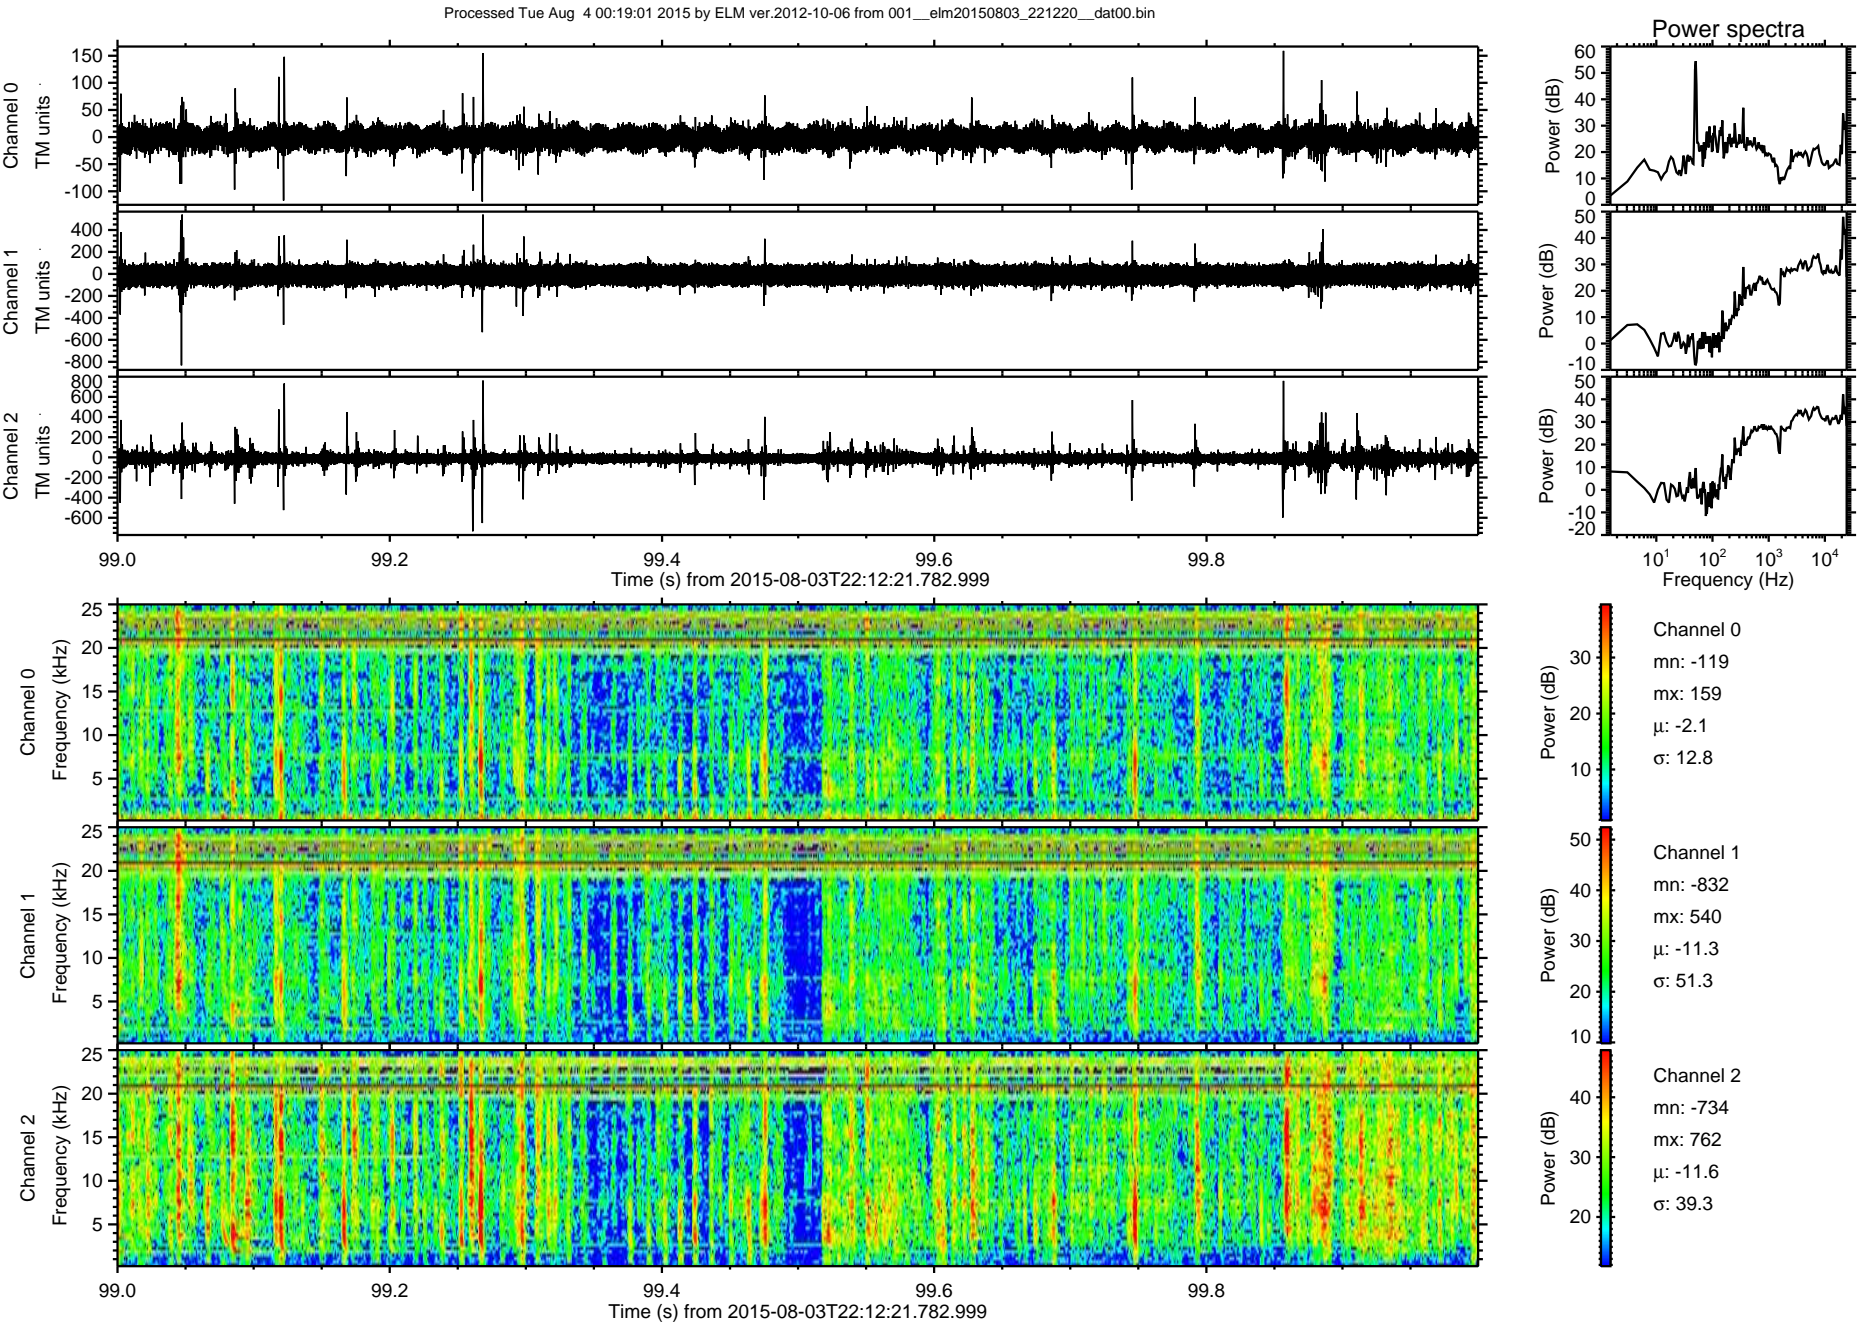 Processed Tue Aug  4 00:19:01 2015 by ELM ver.2012-10-06 from 001__elm20150803_221220__dat00.bin
Power spectra
Channel 0
TM units
150
100
50
0
-50
-100
Power (dB)
60
50
40
30
20
10
0
Channel 1
TM units
400
200
0
-200
-400
-600
-800
Power (dB)
50
40
30
20
10
0
-10
Channel 2
TM units
800
600
400
200
0
-200
-400
-600
Power (dB)
50
40
30
20
10
0
-10
-20
99.0 99.2 99.4 99.6 99.8
Time (s) from 2015-08-03T22:12:21.782.999
10¹ 10² 10³ 10⁴
Frequency (Hz)
Channel 0
Frequency (kHz)
25
20
15
10
5
Power (dB)
30
20
10
Channel 0
mn: -119
mx: 159
µ: -2.1
σ: 12.8
Channel 1
Frequency (kHz)
25
20
15
10
5
Power (dB)
50
40
30
20
10
Channel 1
mn: -832
mx: 540
µ: -11.3
σ: 51.3
Channel 2
Frequency (kHz)
25
20
15
10
5
Power (dB)
40
30
20
Channel 2
mn: -734
mx: 762
µ: -11.6
σ: 39.3
99.0 99.2 99.4 99.6 99.8
Time (s) from 2015-08-03T22:12:21.782.999